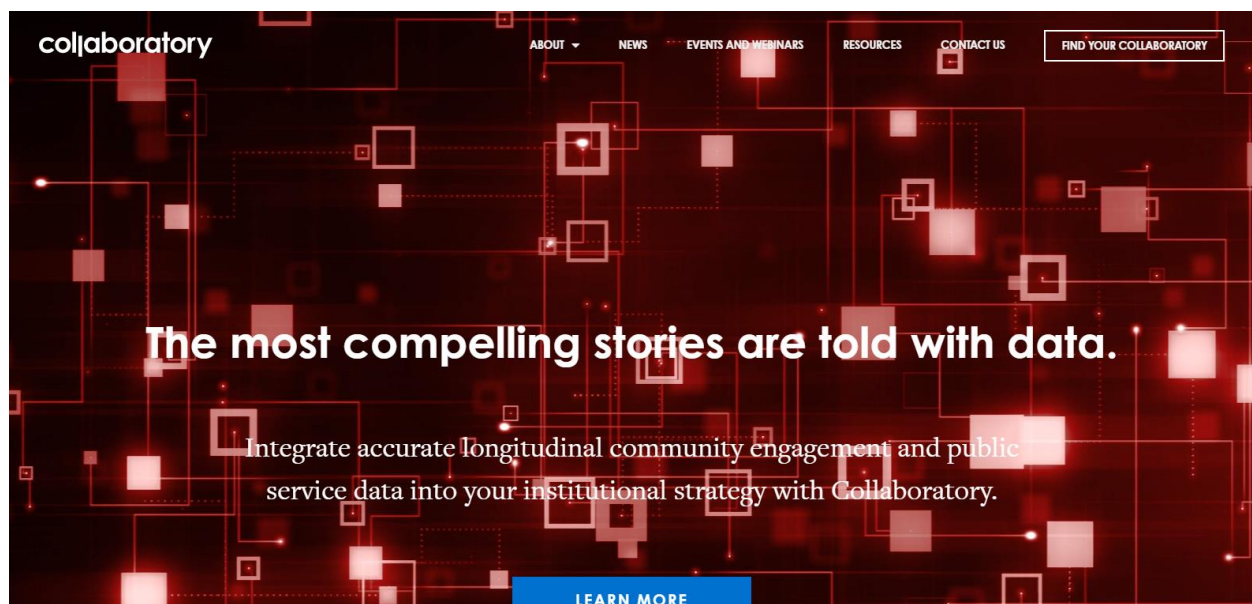 collaboratory
ABOUT
NEWS
EVENTS AND WEBINARS
RESOURCES
CONTACT US
FIND YOUR COLLABORATORY
The most compelling stories are told with data.
Integrate accurate longitudinal community engagement and public
service data into your institutional strategy with Collaboratory.
LEARN MORE